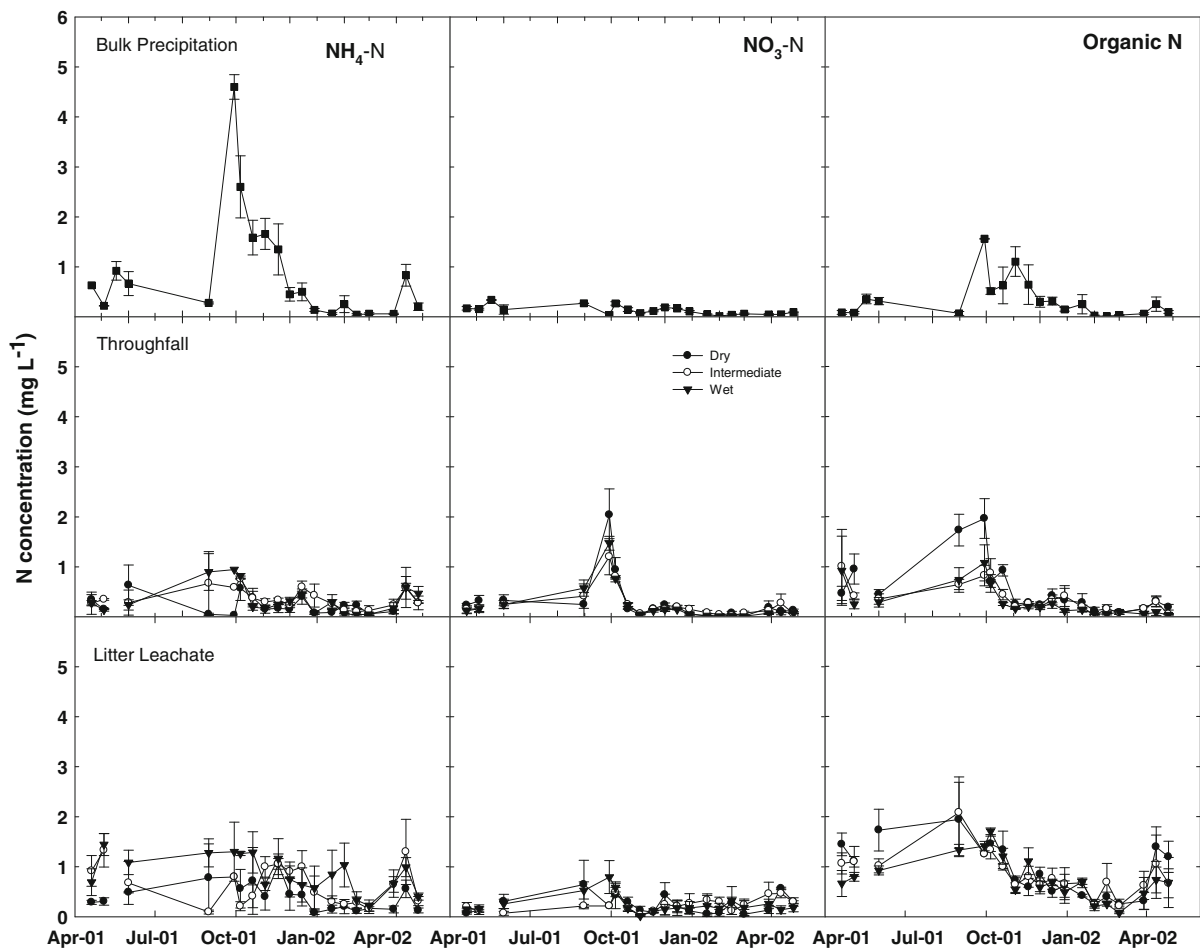 6
Bulk Precipitation
NH4-N
NO3-N
Organic N
5
4
3
2
1
Throughfall
Dry
Intermediate
Wet
5
4
3
2
1
N concentration (mg L-1)
Litter Leachate
5
4
3
2
1
0
Apr-01 Jul-01 Oct-01 Jan-02 Apr-02 Apr-01 Jul-01 Oct-01 Jan-02 Apr-02 Apr-01 Jul-01 Oct-01 Jan-02 Apr-02